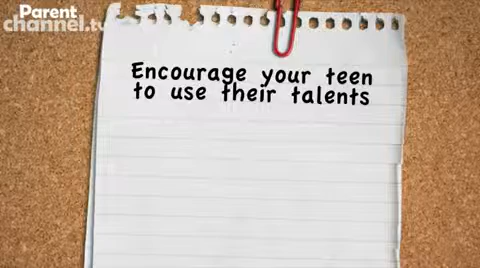 Parent
channel.tv
Encourage your teen
to use their talents